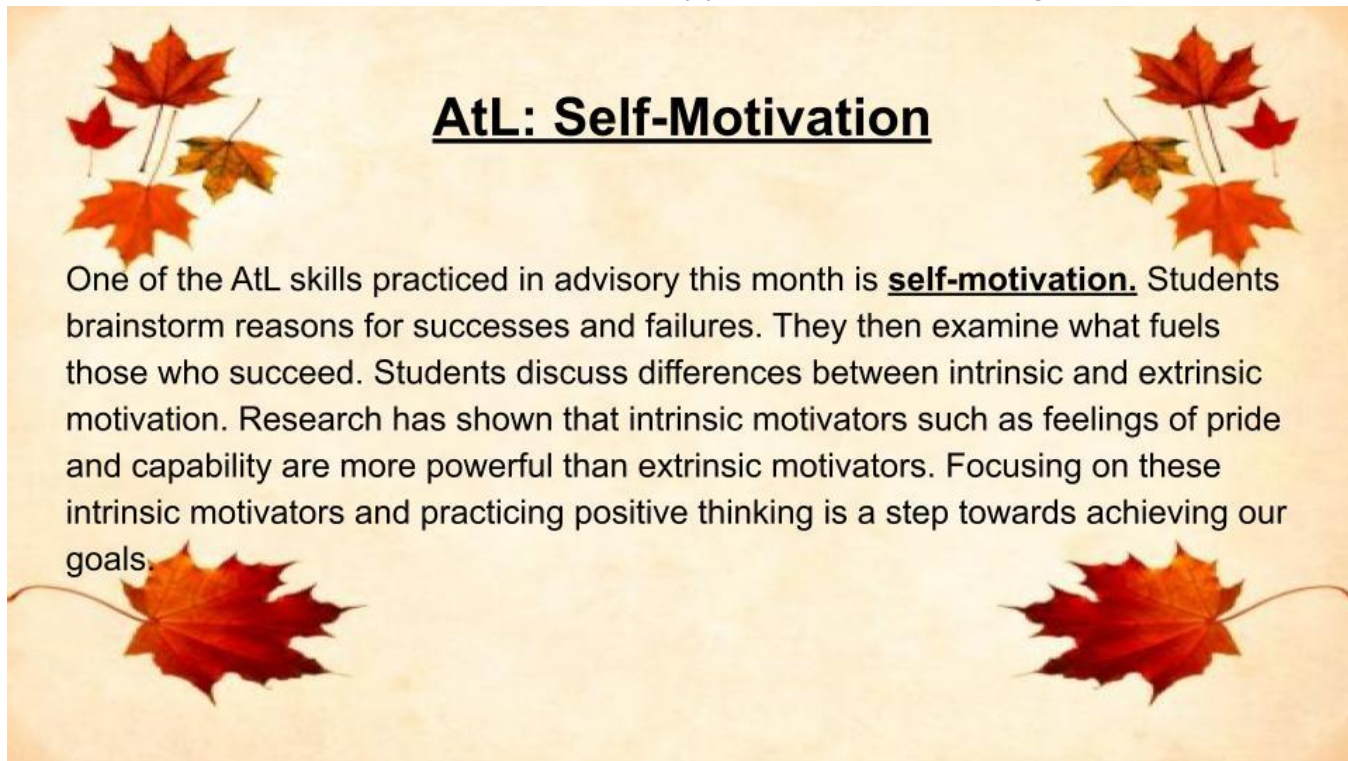 AtL: Self-Motivation
One of the AtL skills practiced in advisory this month is self-motivation. Students
brainstorm reasons for successes and failures. They then examine what fuels
those who succeed. Students discuss differences between intrinsic and extrinsic
motivation. Research has shown that intrinsic motivators such as feelings of pride
and capability are more powerful than extrinsic motivators. Focusing on these
intrinsic motivators and practicing positive thinking is a step towards achieving our
goals.